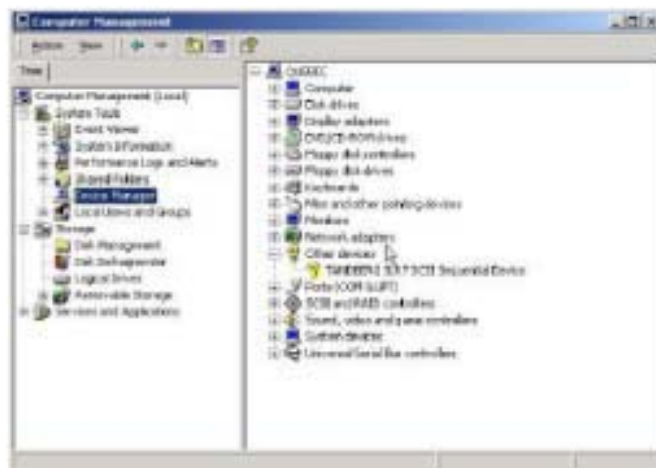 Computer Management
Action View
Tree
Computer Management (Local)
System Tools
Event Viewer
System Information
Performance Logs and Alerts
Shared Folders
Device Manager
Local Users and Groups
Storage
Disk Management
Disk Defragmenter
Logical Drives
Removable Storage
Services and Applications
Computer
Disk drives
Display adapters
DVD/CD-ROM drives
Floppy disk controllers
Floppy disk drives
Keyboards
Mice and other pointing devices
Monitors
Network adapters
Other devices
TANDBERG SCSI Sequential Device
Ports (COM & LPT)
SCSI and RAID controllers
Sound, video and game controllers
System devices
Universal Serial Bus controllers